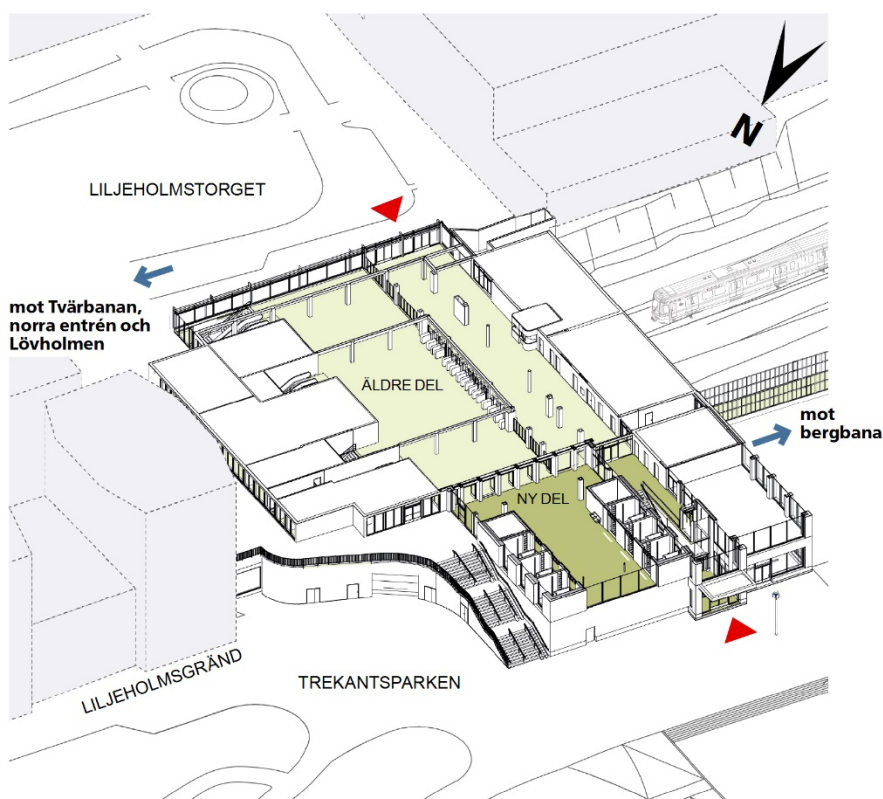 N
LILJEHOLMSTORGET
mot Tvärbanan,
norra entrén och
Lövholmen
ÄLDRE DEL
mot
bergbana
NY DEL
LILJEHOLMSGRÄND
TREKANTSPARKEN